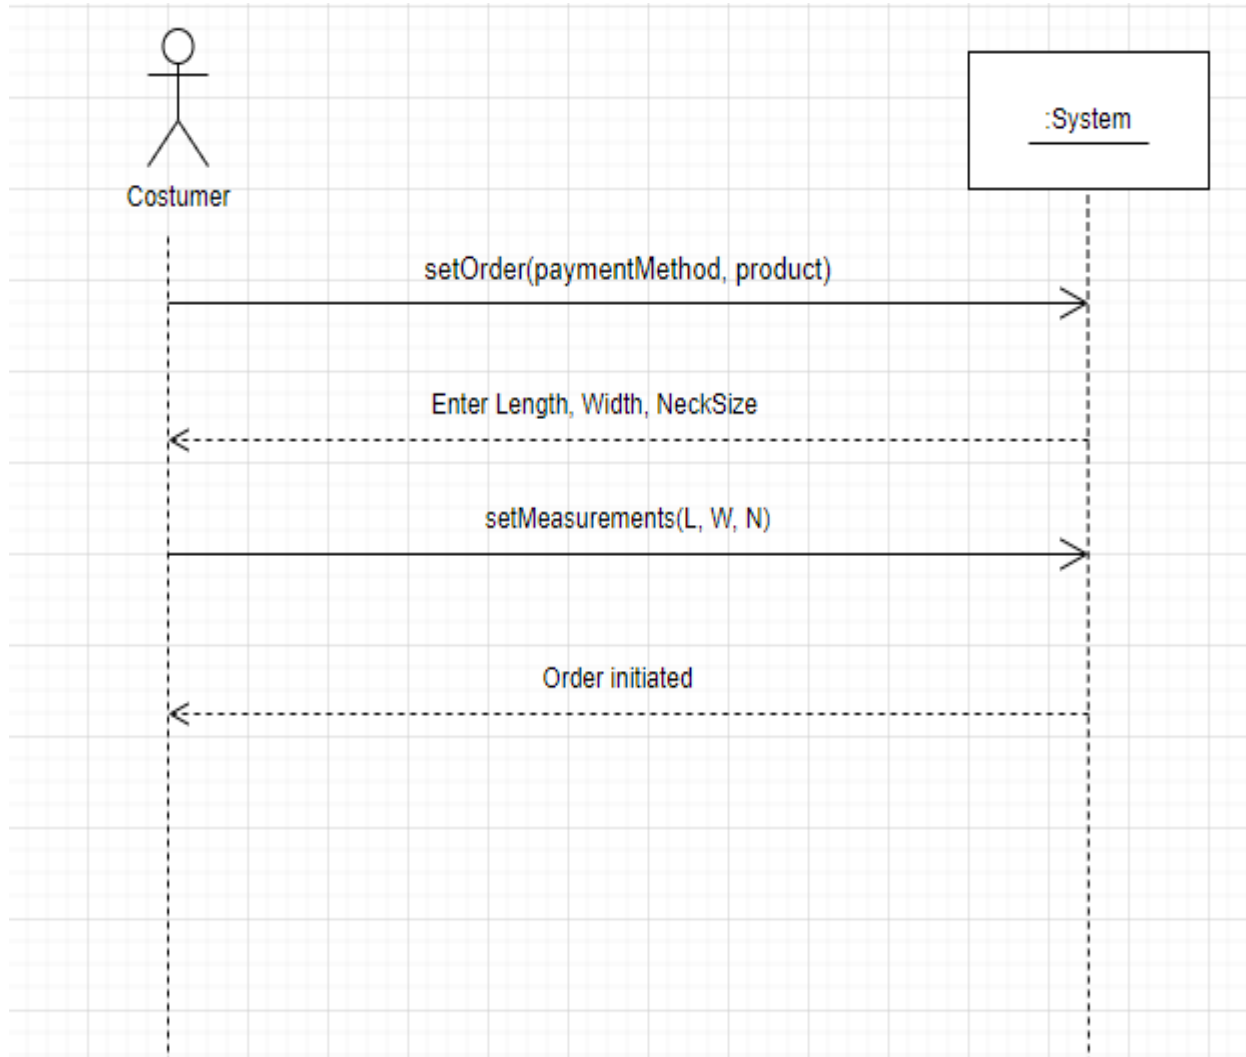 :System
Costumer
setOrder(paymentMethod, product)
Enter Length, Width, NeckSize
setMeasurements(L, W, N)
Order initiated